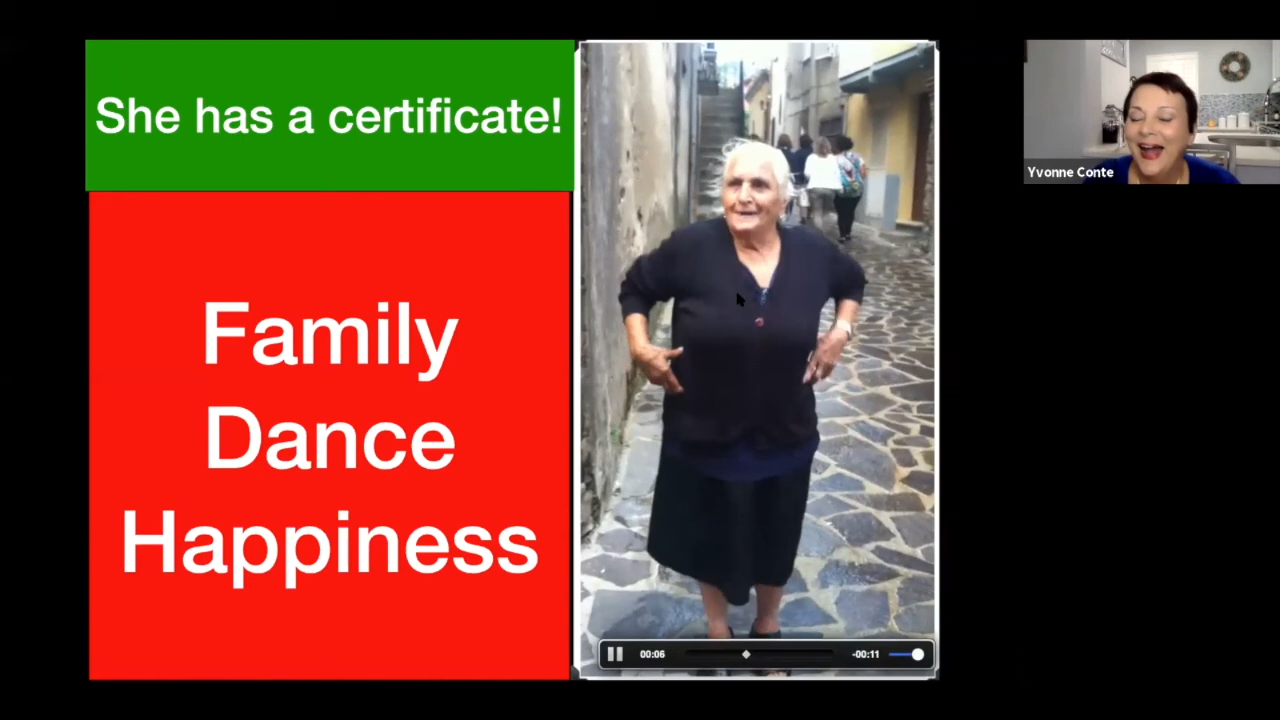 She has a certificate!
Family
Dance
Happiness
00:06
-00:11
Yvonne Conte